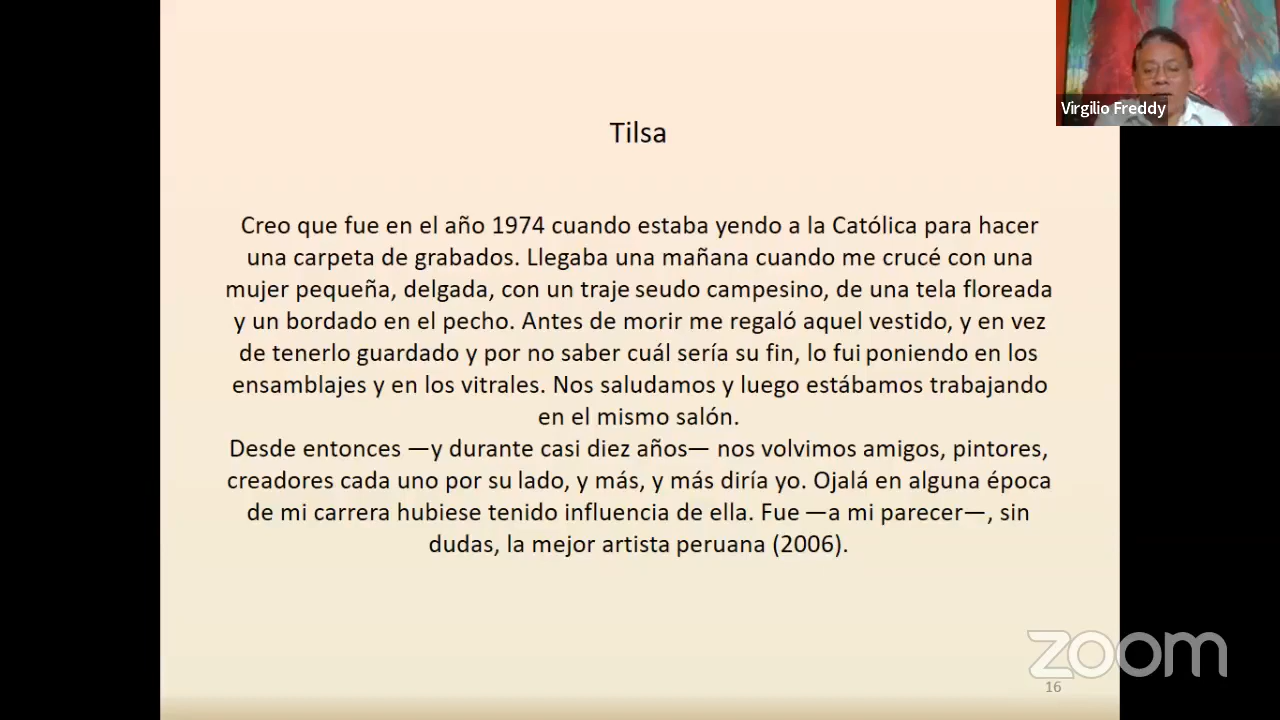 Virgilio Freddy
Tilsa
Creo que fue en el año 1974 cuando estaba yendo a la Católica para hacer
una carpeta de grabados. Llegaba una mañana cuando me crucé con una
mujer pequeña, delgada, con un traje seudo campesino, de una tela floreada
y un bordado en el pecho. Antes de morir me regaló aquel vestido, y en vez
de tenerlo guardado y por no saber cuál sería su fin, lo fui poniendo en los
ensamblajes y en los vitrales. Nos saludamos y luego estábamos trabajando
en el mismo salón.
Desde entonces —y durante casi diez años— nos volvimos amigos, pintores,
creadores cada uno por su lado, y más, y más diría yo. Ojalá en alguna época
de mi carrera hubiese tenido influencia de ella. Fue —a mi parecer—, sin
dudas, la mejor artista peruana (2006).
zoom
16